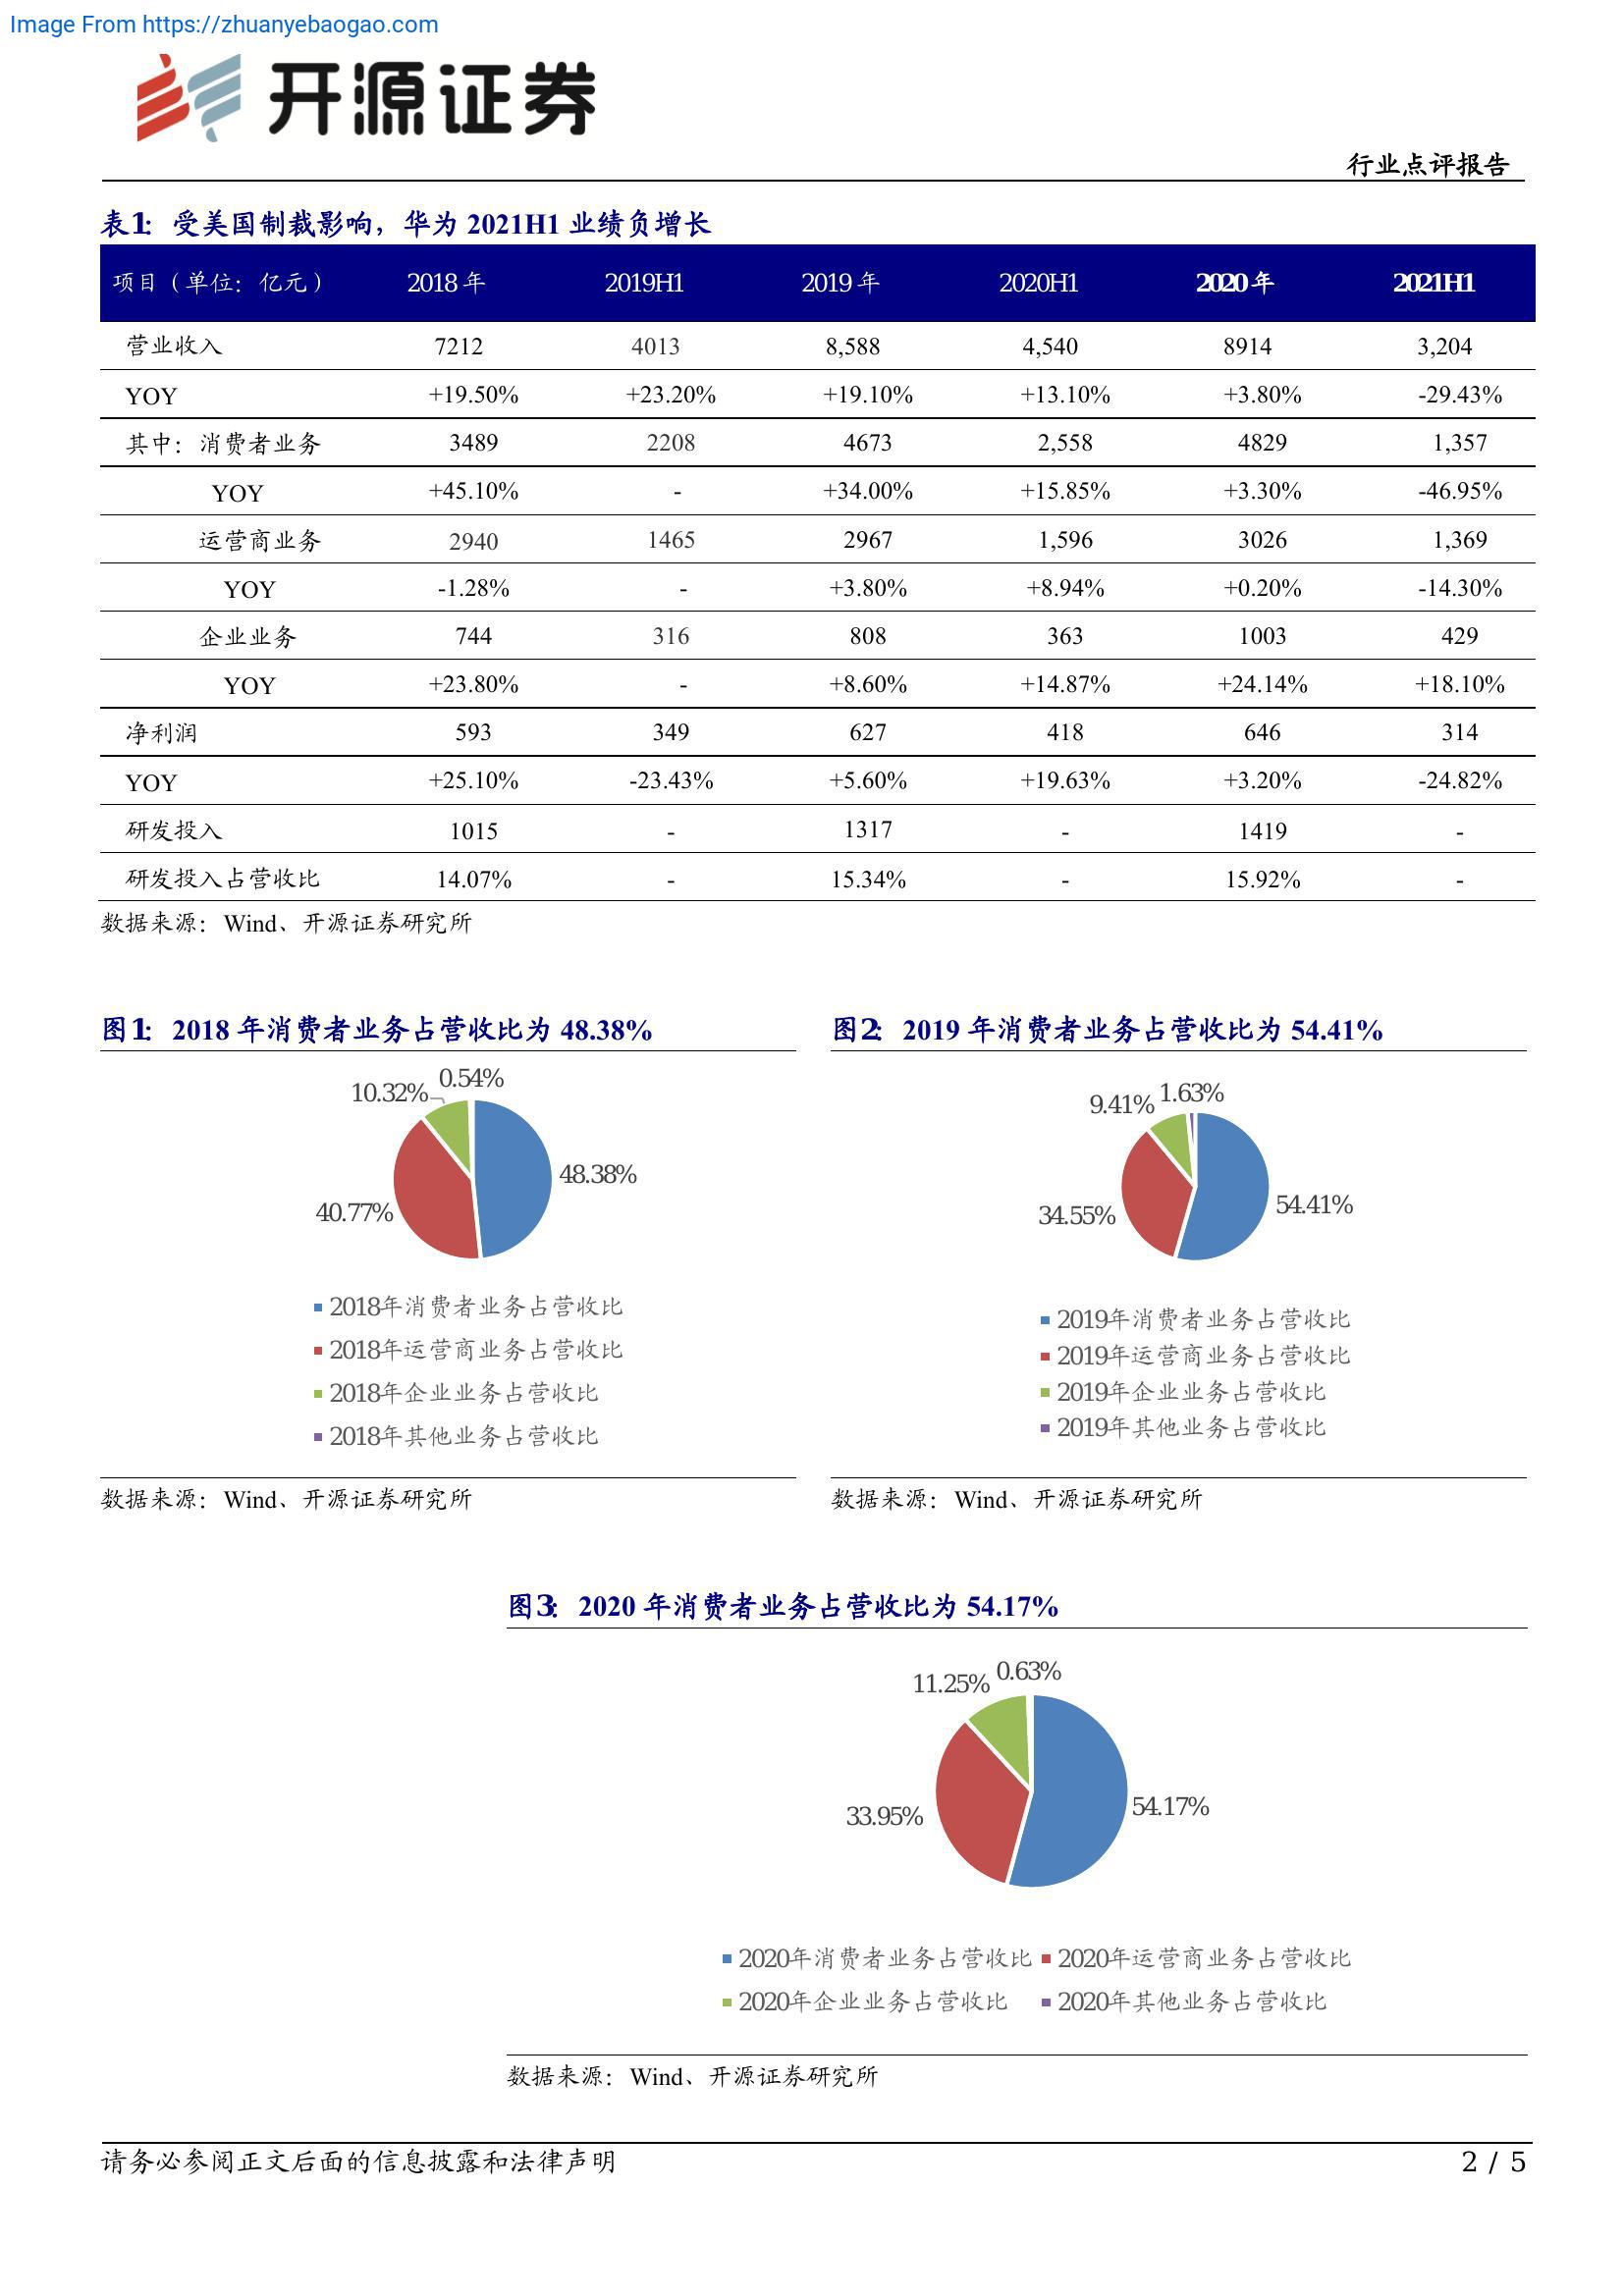 Image From https://zhuanyebaogao.com
开源证券
行业点评报告
表1：受美国制裁影响，华为 2021H1 业绩负增长
项目（单位：亿元） 2018 年 2019H1 2019 年 2020H1 2020 年 2021H1
营业收入 7212 4013 8,588 4,540 8914 3,204
YOY +19.50% +23.20% +19.10% +13.10% +3.80% -29.43%
其中：消费者业务 3489 2208 4673 2,558 4829 1,357
YOY +45.10% - +34.00% +15.85% +3.30% -46.95%
运营商业务 2940 1465 2967 1,596 3026 1,369
YOY -1.28% - +3.80% +8.94% +0.20% -14.30%
企业业务 744 316 808 363 1003 429
YOY +23.80% - +8.60% +14.87% +24.14% +18.10%
净利润 593 349 627 418 646 314
YOY +25.10% -23.43% +5.60% +19.63% +3.20% -24.82%
研发投入 1015 - 1317 - 1419 -
研发投入占营收比 14.07% - 15.34% - 15.92% -
数据来源：Wind、开源证券研究所
图1：2018 年消费者业务占营收比为 48.38%
10.32% 0.54%
48.38%
40.77%
2018年消费者业务占营收比
2018年运营商业务占营收比
2018年企业业务占营收比
2018年其他业务占营收比
数据来源：Wind、开源证券研究所
图2：2019 年消费者业务占营收比为 54.41%
9.41% 1.63%
54.41%
34.55%
2019年消费者业务占营收比
2019年运营商业务占营收比
2019年企业业务占营收比
2019年其他业务占营收比
数据来源：Wind、开源证券研究所
图3：2020 年消费者业务占营收比为 54.17%
11.25% 0.63%
54.17%
33.95%
2020年消费者业务占营收比 2020年运营商业务占营收比
2020年企业业务占营收比 2020年其他业务占营收比
数据来源：Wind、开源证券研究所
请务必参阅正文后面的信息披露和法律声明 2 / 5